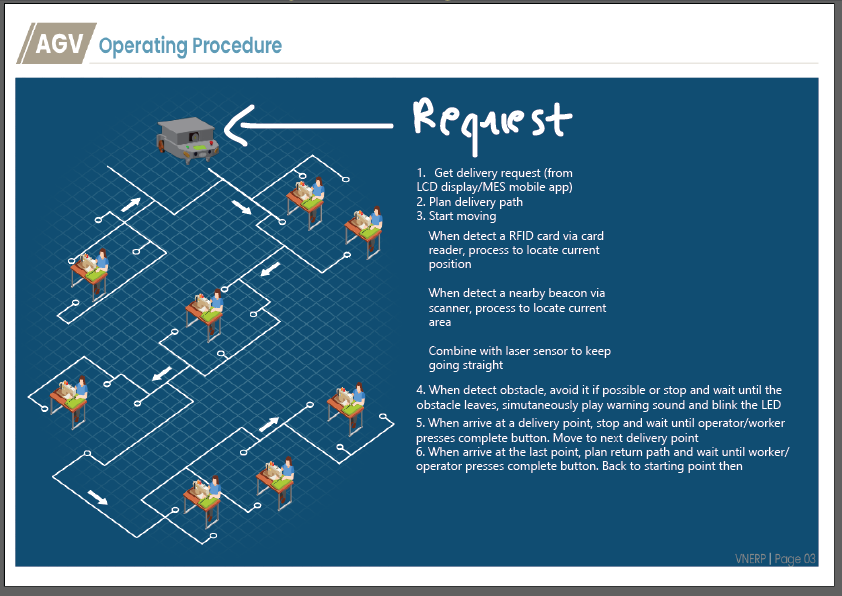 AGV Operating Procedure
Request
1. Get delivery request (from
LCD display/MES mobile app)
2. Plan delivery path
3. Start moving
When detect a RFID card via card
reader, process to locate current
position
When detect a nearby beacon via
scanner, process to locate current
area
Combine with laser sensor to keep
going straight
4. When detect obstacle, avoid it if possible or stop and wait until the
obstacle leaves, simutaneously play warning sound and blink the LED
5. When arrive at a delivery point, stop and wait until operator/worker
presses complete button. Move to next delivery point
6. When arrive at the last point, plan return path and wait until worker/
operator presses complete button. Back to starting point then
VNERP | Page 03